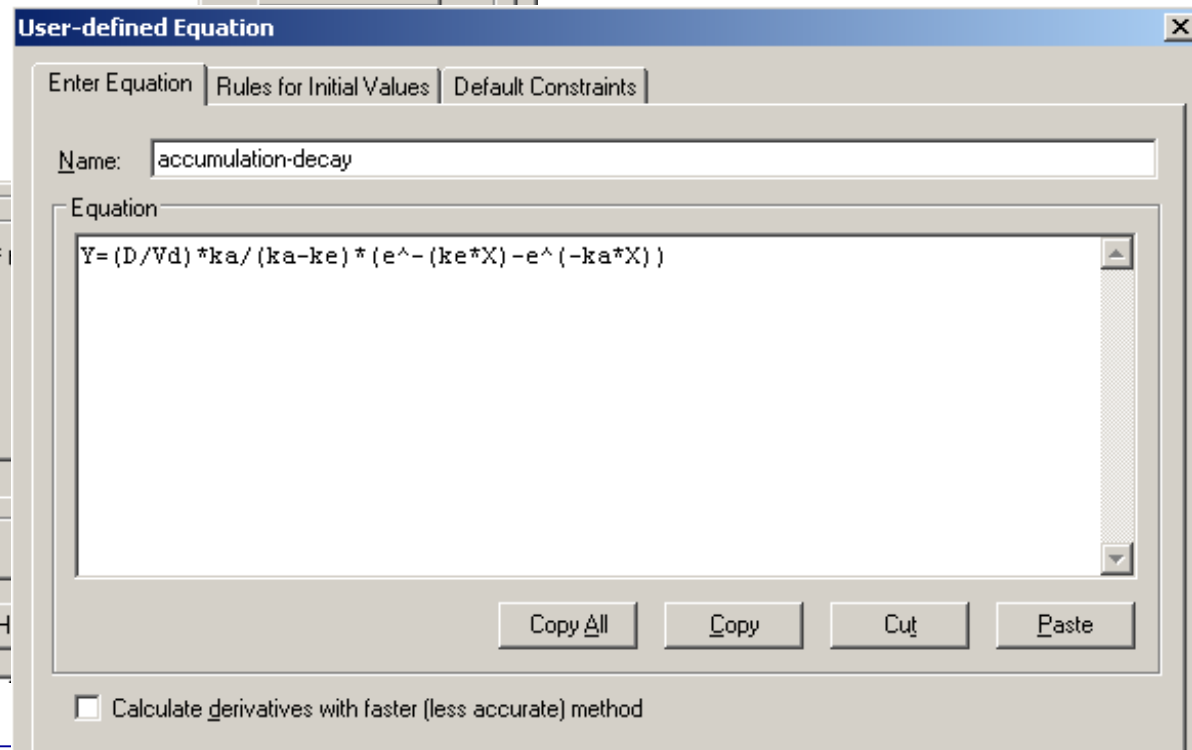 User-defined Equation
Enter Equation
Rules for Initial Values
Default Constraints
Name:
accumulation-decay
Equation
Y=(D/Vd)*ka/(ka-ke)*(e^-(ke*X)-e^(-ka*X))
Copy All
Copy
Cut
Paste
H
Calculate derivatives with faster (less accurate) method